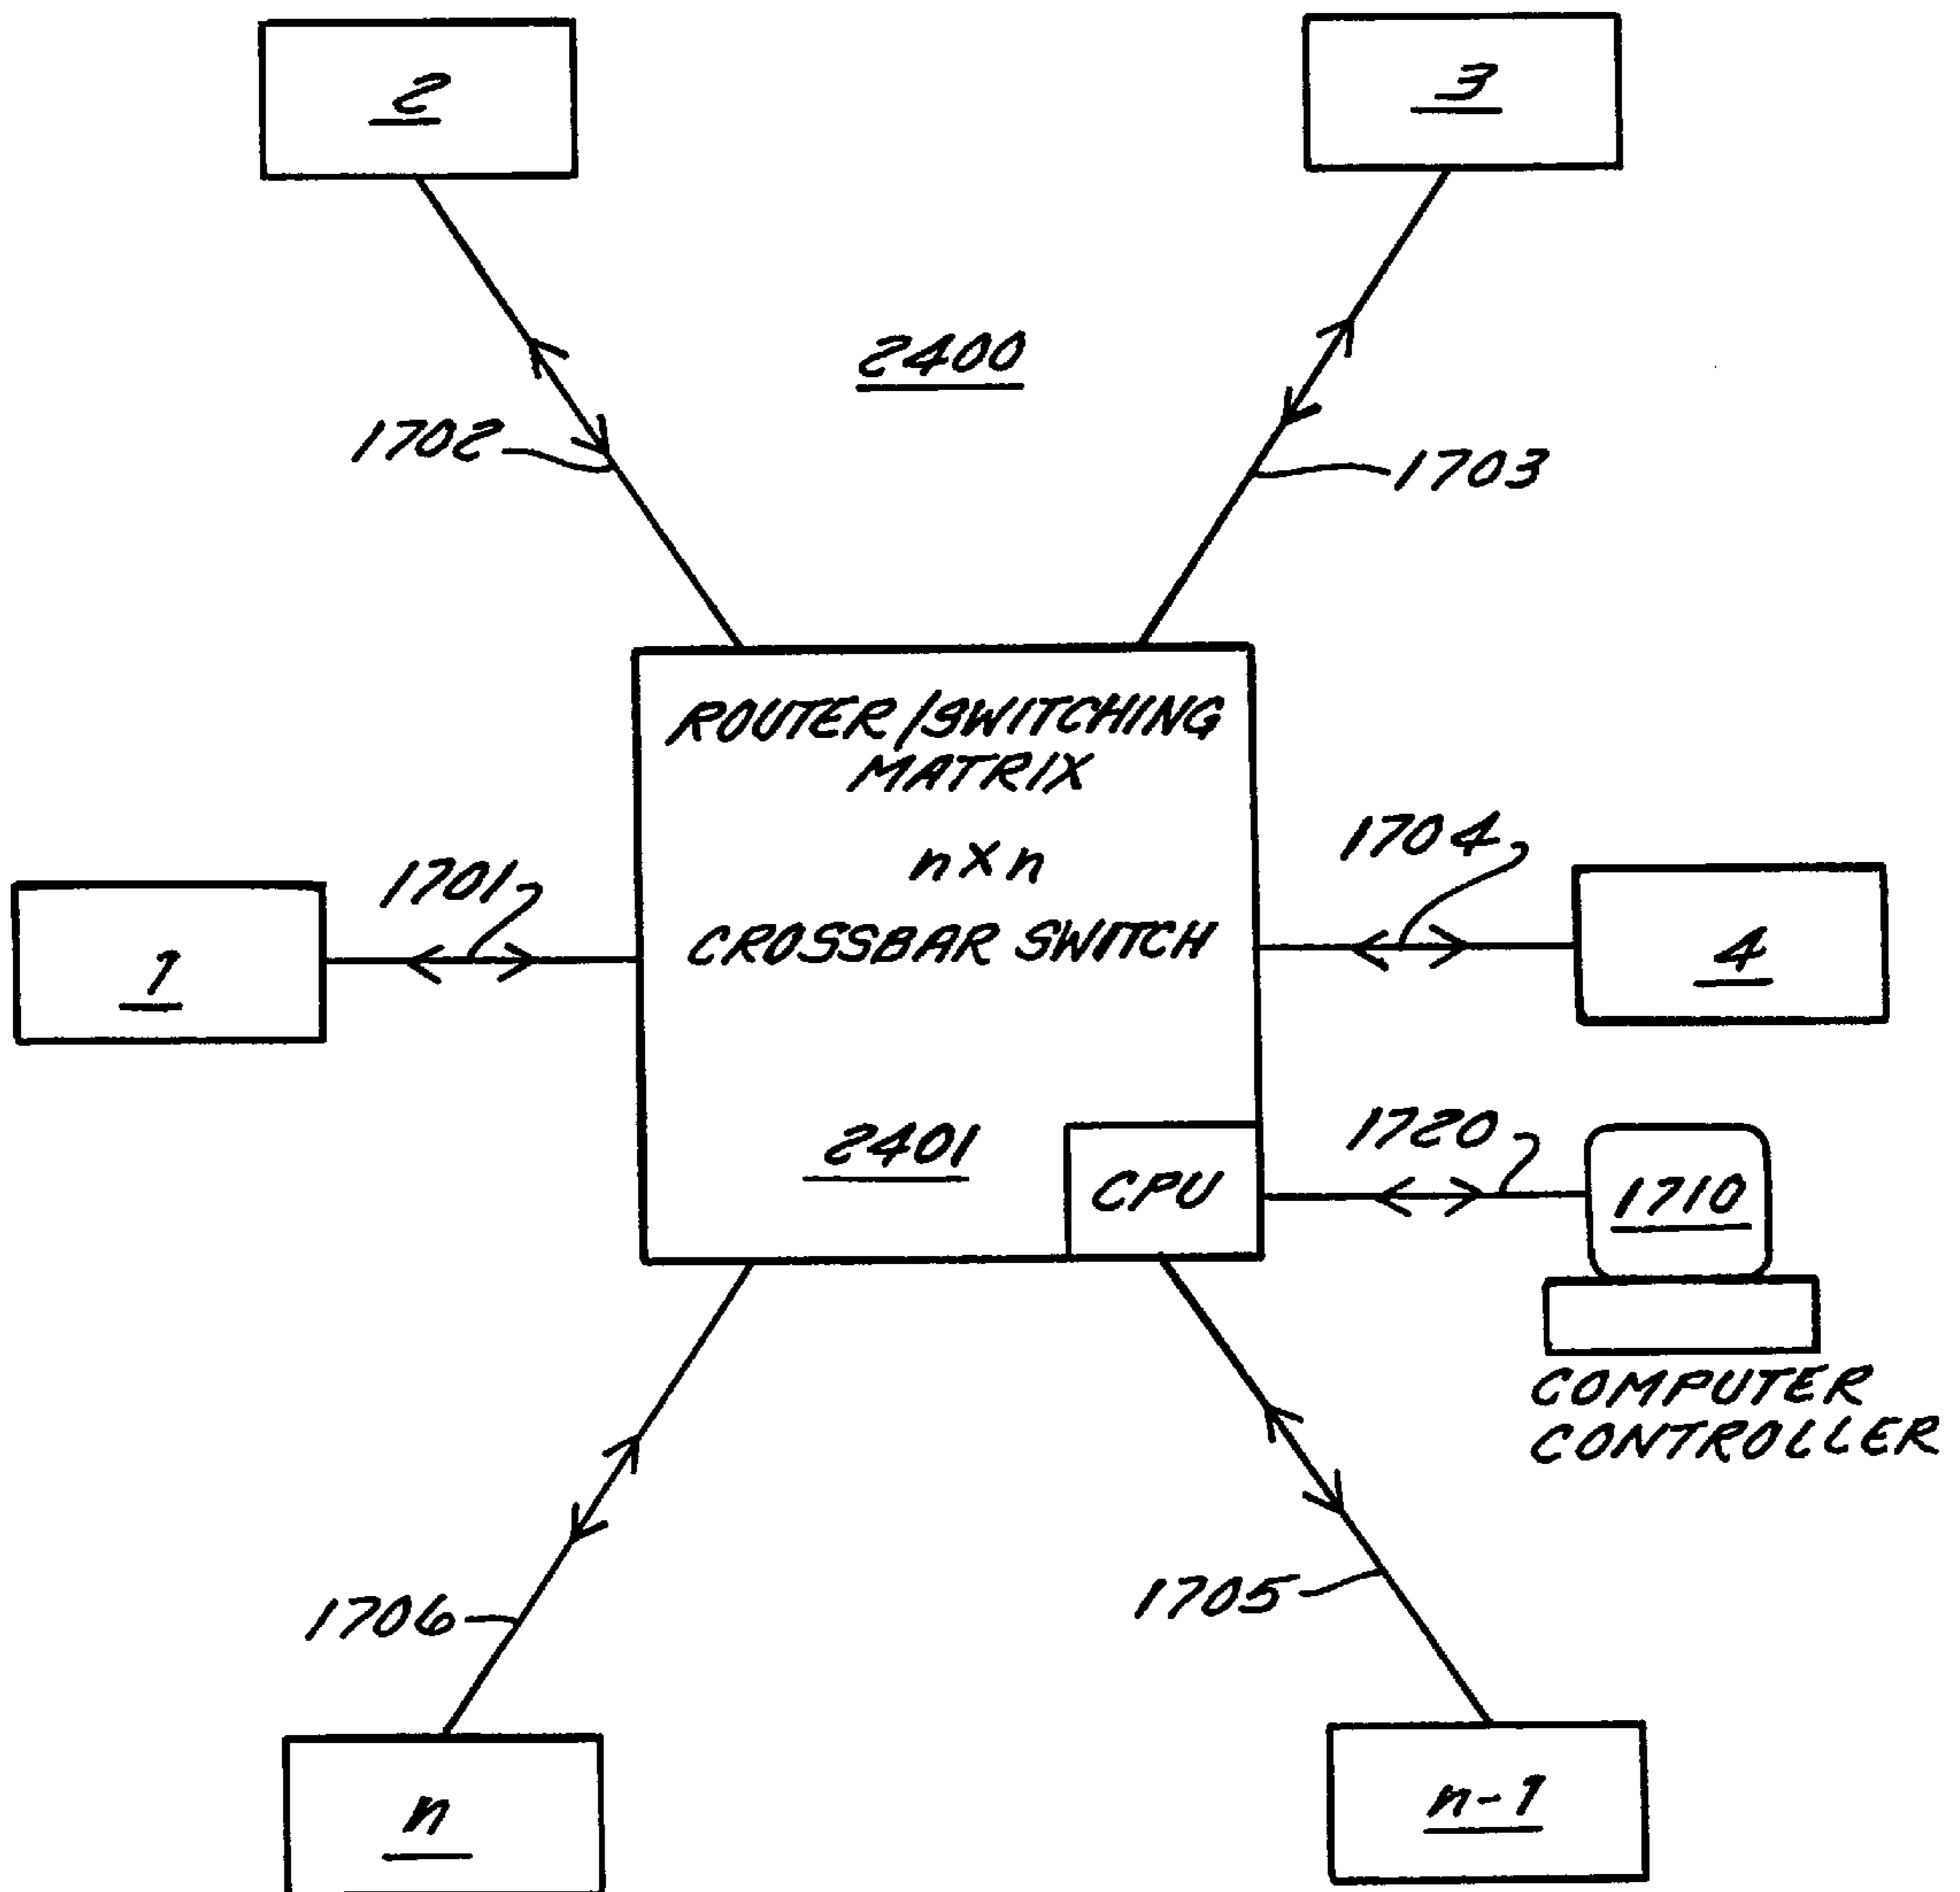 2
3
2400
1702
1703
ROUTER/SWITCHING
MATRIX
n×n
CROSSBAR SWITCH
1701
1704
1
4
2401
CPU
1720
1710
COMPUTER
CONTROLLER
1706
1705
n
n-1